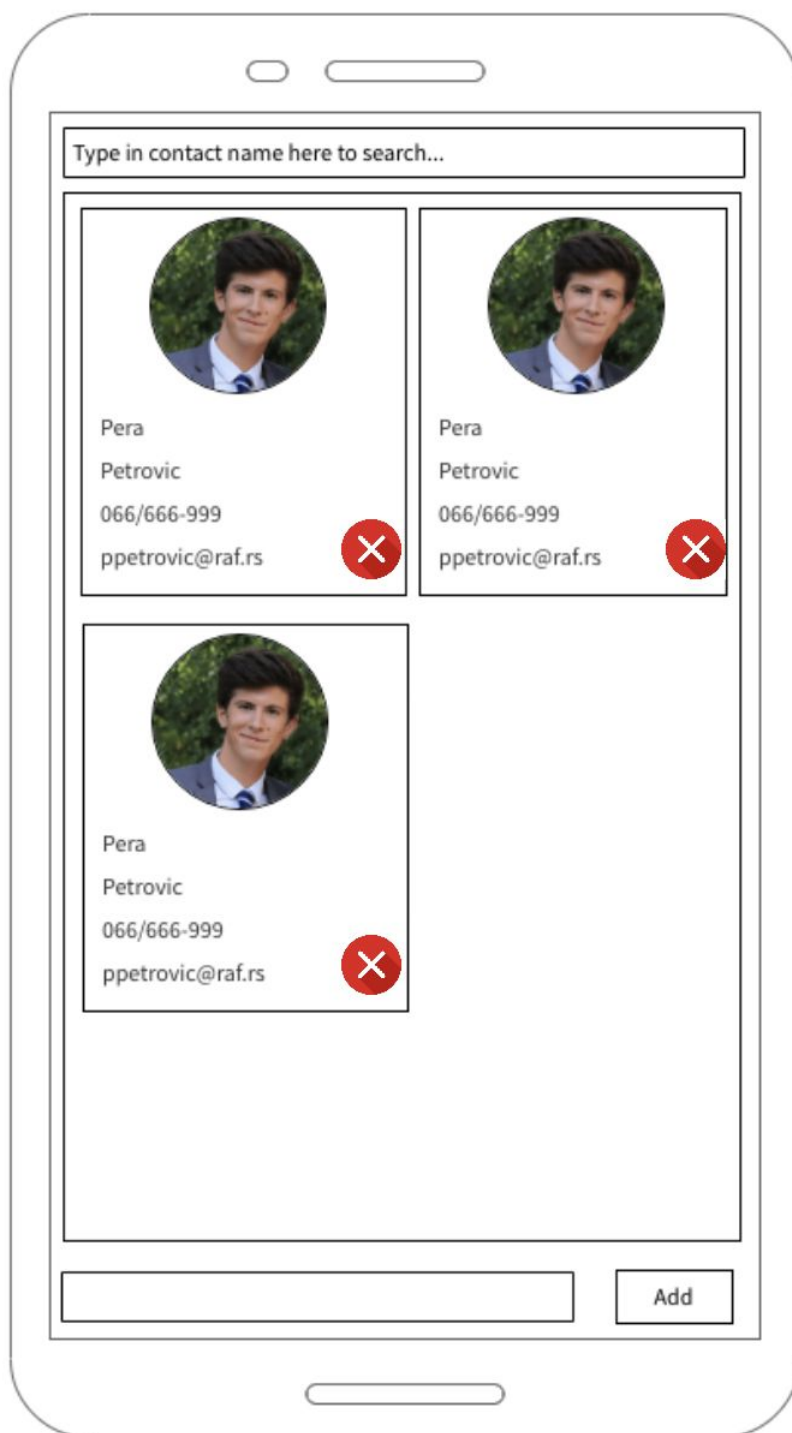 Type in contact name here to search...
Pera
Petrovic
066/666-999
ppetrovic@raf.rs
Pera
Petrovic
066/666-999
ppetrovic@raf.rs
Pera
Petrovic
066/666-999
ppetrovic@raf.rs
Add